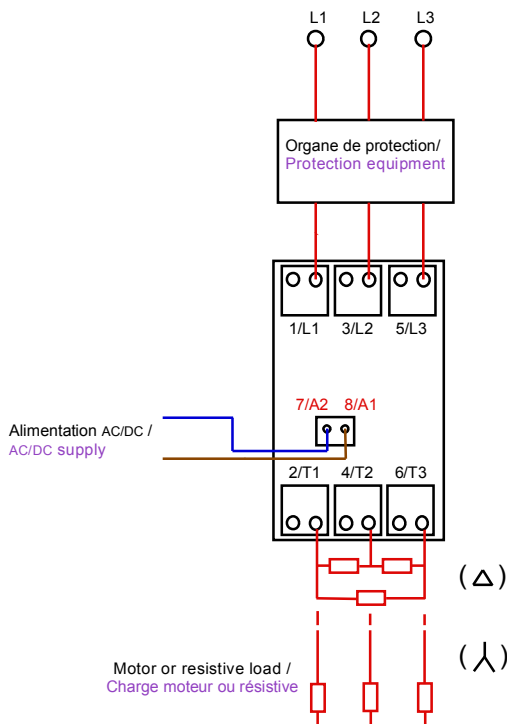 L1 L2 L3
Organe de protection/
Protection equipment
1/L1 3/L2 5/L3
7/A2 8/A1
Alimentation AC/DC /
AC/DC supply
2/T1 4/T2 6/T3
Motor or resistive load /
Charge moteur ou résistive